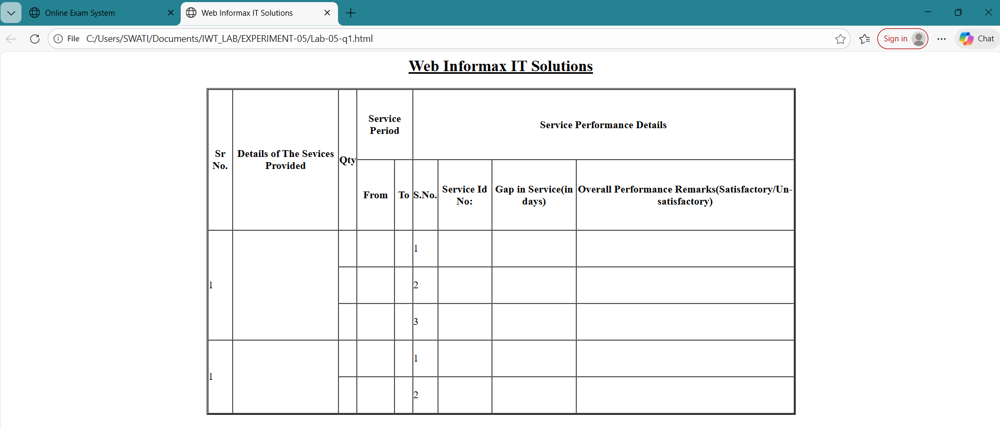 Online Exam System
Web Informax IT Solutions
File C:/Users/SWATI/Documents/IWT_LAB/EXPERIMENT-05/Lab-05-q1.html
Sign in
Chat
Web Informax IT Solutions
Sr
No.
Details of The Sevices
Provided
Qty
Service
Period
Service Performance Details
From
To
S.No.
Service Id
No:
Gap in Service(in
days)
Overall Performance Remarks(Satisfactory/Un-
satisfactory)
1
1
2
3
1
1
2